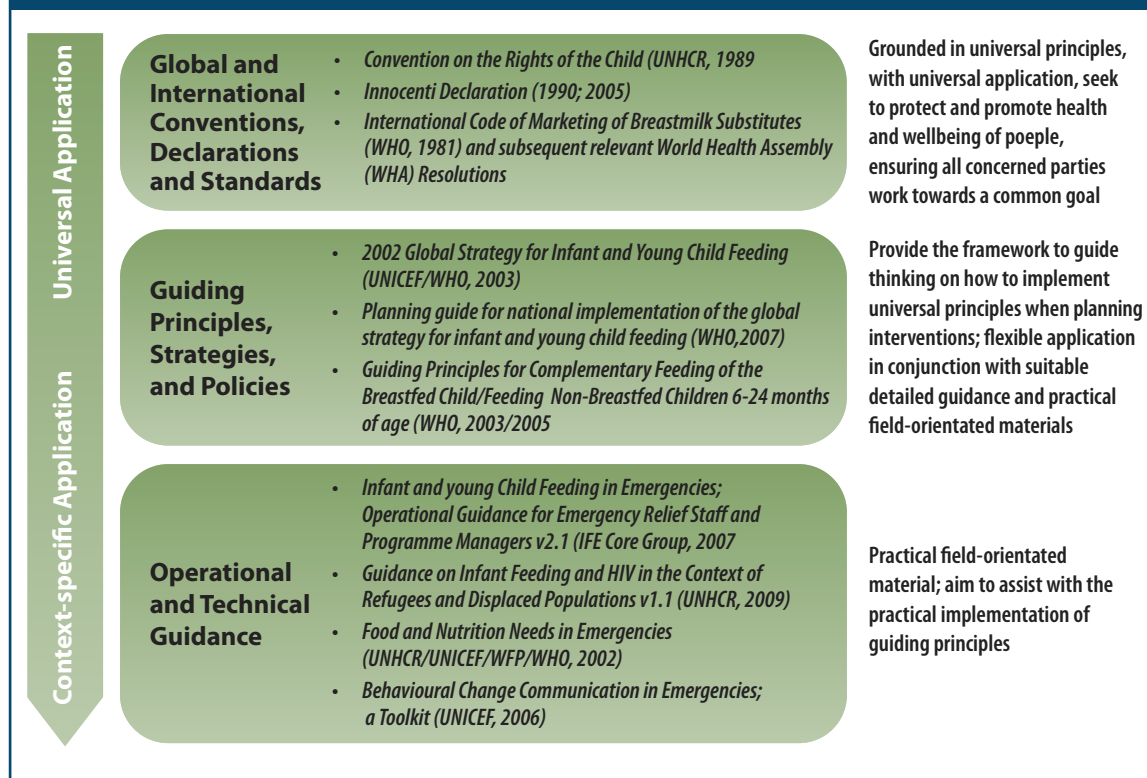 Universal Application
Context-specific Application
Global and
International
Conventions,
Declarations
and Standards
• Convention on the Rights of the Child (UNHCR, 1989
• Innocenti Declaration (1990; 2005)
• International Code of Marketing of Breastmilk Substitutes
(WHO, 1981) and subsequent relevant World Health Assembly
(WHA) Resolutions
Grounded in universal principles,
with universal application, seek
to protect and promote health
and wellbeing of poeple,
ensuring all concerned parties
work towards a common goal
Guiding
Principles,
Strategies,
and Policies
• 2002 Global Strategy for Infant and Young Child Feeding
(UNICEF/WHO, 2003)
• Planning guide for national implementation of the global
strategy for infant and young child feeding (WHO,2007)
• Guiding Principles for Complementary Feeding of the
Breastfed Child/Feeding Non-Breastfed Children 6-24 months
of age (WHO, 2003/2005
Provide the framework to guide
thinking on how to implement
universal principles when planning
interventions; flexible application
in conjunction with suitable
detailed guidance and practical
field-orientated materials
Operational
and Technical
Guidance
• Infant and young Child Feeding in Emergencies;
Operational Guidance for Emergency Relief Staff and
Programme Managers v2.1 (IFE Core Group, 2007
• Guidance on Infant Feeding and HIV in the Context of
Refugees and Displaced Populations v1.1 (UNHCR, 2009)
• Food and Nutrition Needs in Emergencies
(UNHCR/UNICEF/WFP/WHO, 2002)
• Behavioural Change Communication in Emergencies;
a Toolkit (UNICEF, 2006)
Practical field-orientated
material; aim to assist with the
practical implementation of
guiding principles